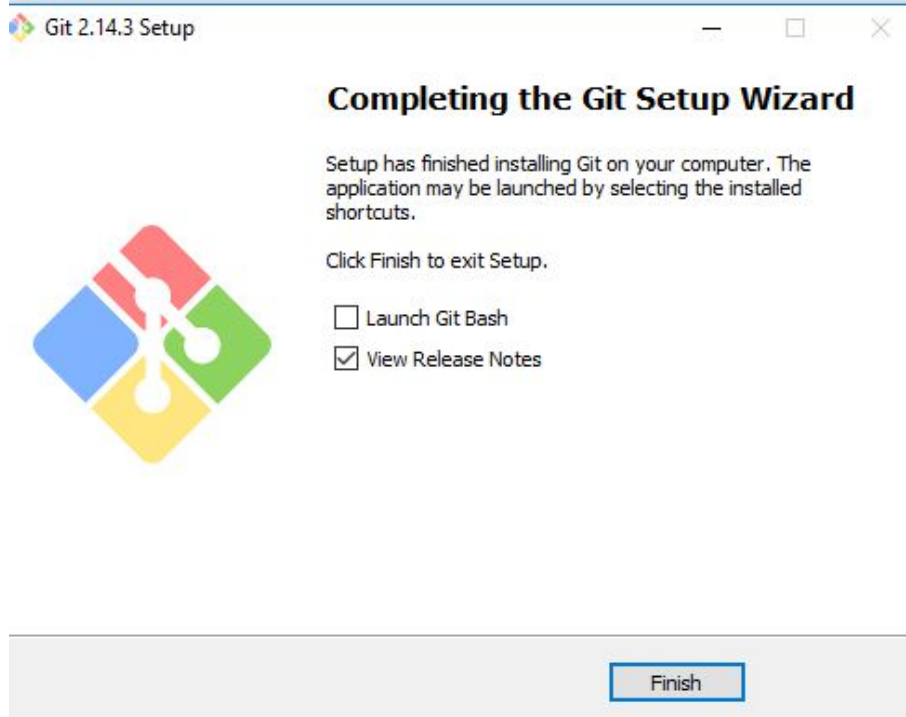 Git 2.14.3 Setup
Completing the Git Setup Wizard
Setup has finished installing Git on your computer. The
application may be launched by selecting the installed
shortcuts.
Click Finish to exit Setup.
Launch Git Bash
View Release Notes
Finish